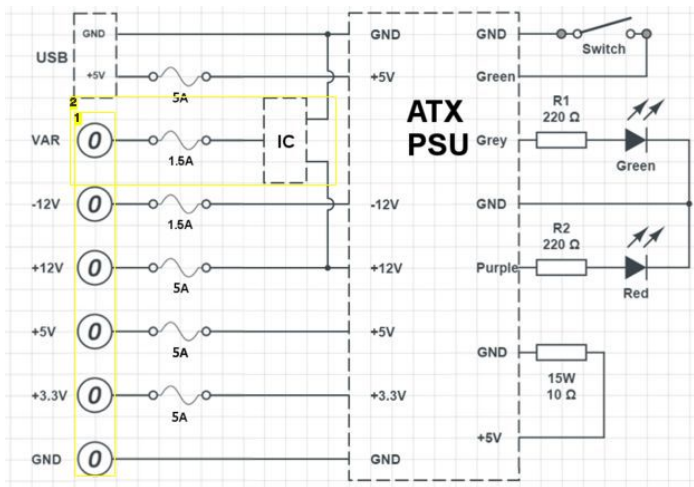 GND
USB
+5V
5A
2
1
VAR
0
1.5A
IC
-12V
0
1.5A
+12V
0
5A
+5V
0
5A
+3.3V
0
5A
GND
0
GND
+5V
ATX
PSU
-12V
+12V
+5V
+3.3V
GND
GND
Green
Grey
GND
Purple
GND
+5V
Switch
R1
220 Ω
Green
R2
220 Ω
Red
15W
10 Ω